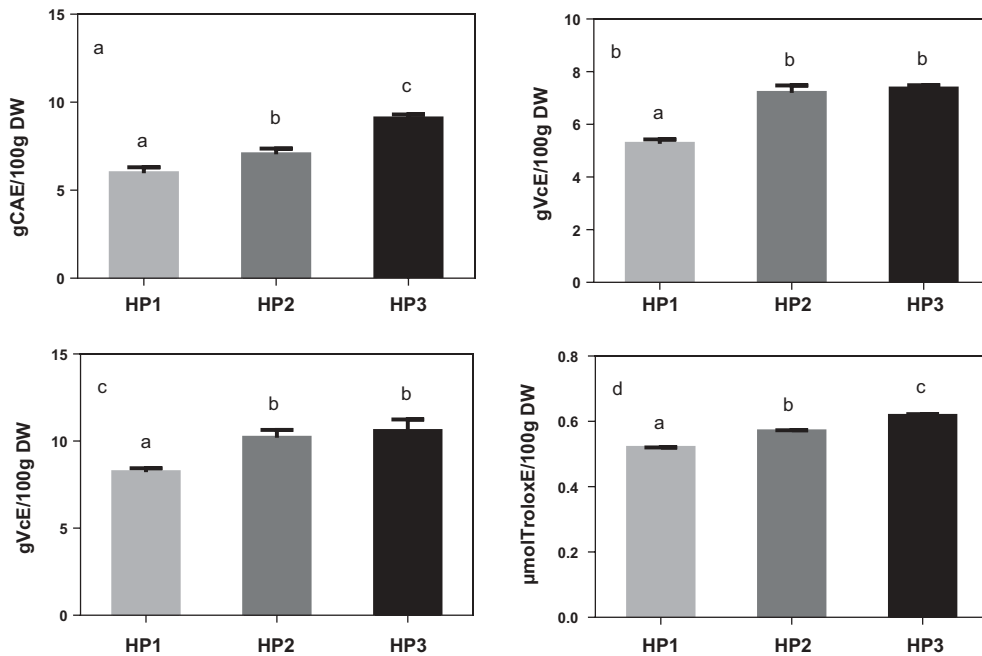 a
gCAE/100g DW
15
10
5
0
a
b
c
HP1 HP2 HP3
b
gVcE/100g DW
10
8
6
4
2
0
a
b
b
HP1 HP2 HP3
c
gVcE/100g DW
15
10
5
0
a
b
b
HP1 HP2 HP3
d
µmolTroloxE/100g DW
0.8
0.6
0.4
0.2
0.0
a
b
c
HP1 HP2 HP3